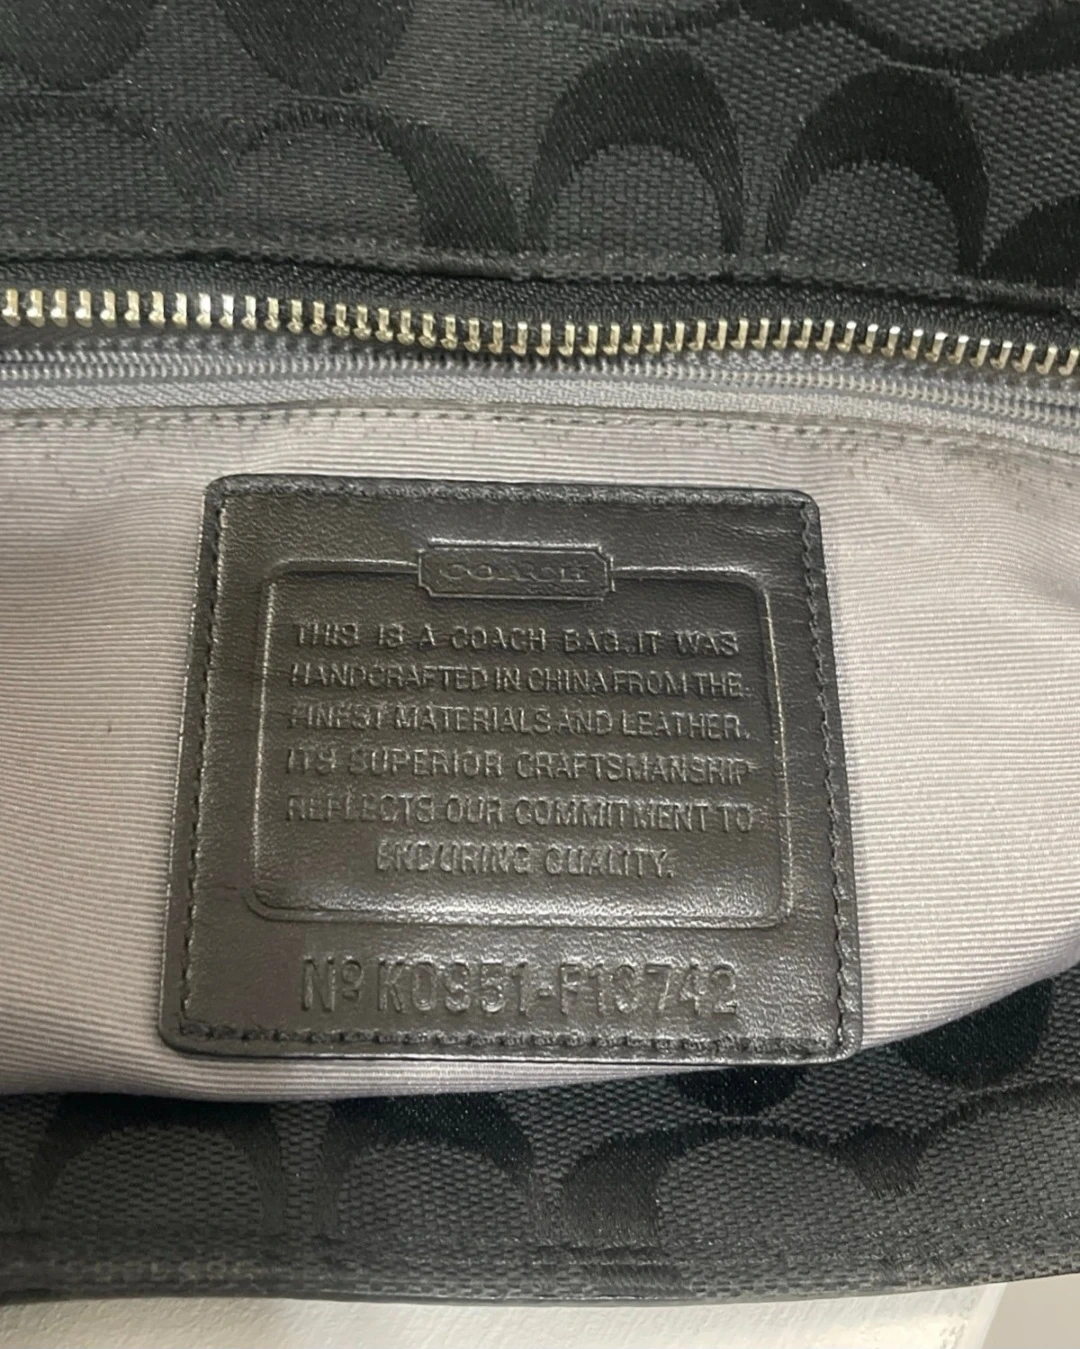 COACH
THIS IS A COACH BAG. IT WAS
HANDCRAFTED IN CHINA FROM THE
FINEST MATERIALS AND LEATHER.
ITS SUPERIOR CRAFTSMANSHIP
REFLECTS OUR COMMITMENT TO
ENDURING QUALITY.
Nº K0951-F13742